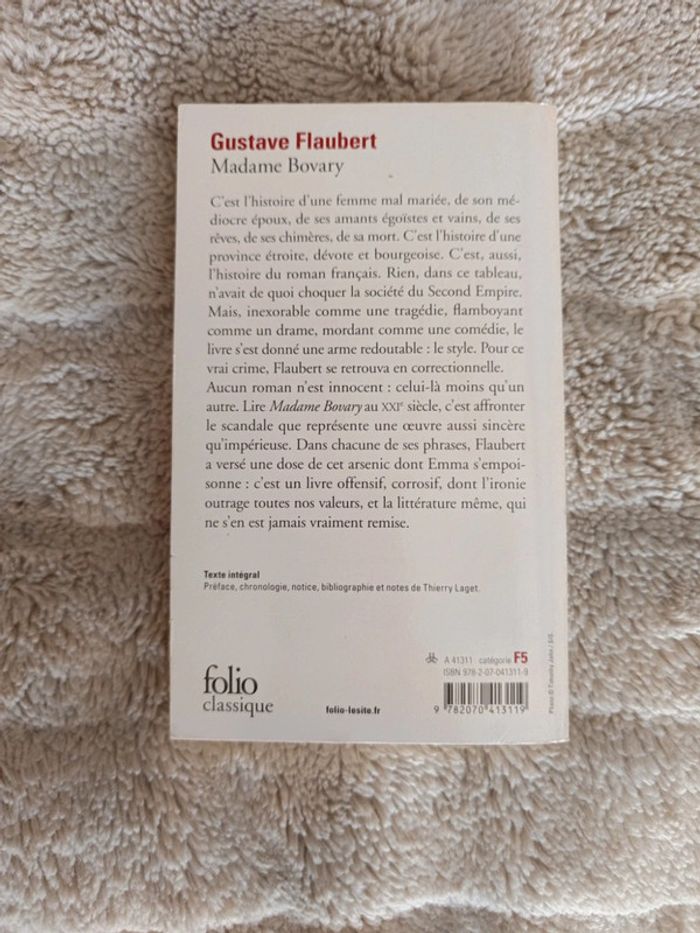 Gustave Flaubert
Madame Bovary
C'est l'histoire d'une femme mal mariée, de son mé-
diocre époux, de ses amants égoïstes et vains, de ses
rêves, de ses chimères, de sa mort. C'est l'histoire d'une
province étroite, dévote et bourgeoise. C'est, aussi,
l'histoire du roman français. Rien, dans ce tableau,
n'avait de quoi choquer la société du Second Empire.
Mais, inexorable comme une tragédie, flamboyant
comme un drame, mordant comme une comédie, le
livre s'est donné une arme redoutable : le style. Pour ce
vrai crime, Flaubert se retrouva en correctionnelle.
Aucun roman n'est innocent : celui-là moins qu'un
autre. Lire Madame Bovary au XXIe siècle, c'est affronter
le scandale que représente une œuvre aussi sincère
qu'impérieuse. Dans chacune de ses phrases, Flaubert
a versé une dose de cet arsenic dont Emma s'empoi-
sonne : c'est un livre offensif, corrosif, dont l'ironie
outrage toutes nos valeurs, et la littérature même, qui
ne s'en est jamais vraiment remise.
Texte intégral
Préface, chronologie, notice, bibliographie et notes de Thierry Laget.
A 41311 catégorie F5
ISBN 978-2-07-041311-9
folio
classique
folio-lesite.fr
9 782070 413119
Photo ©